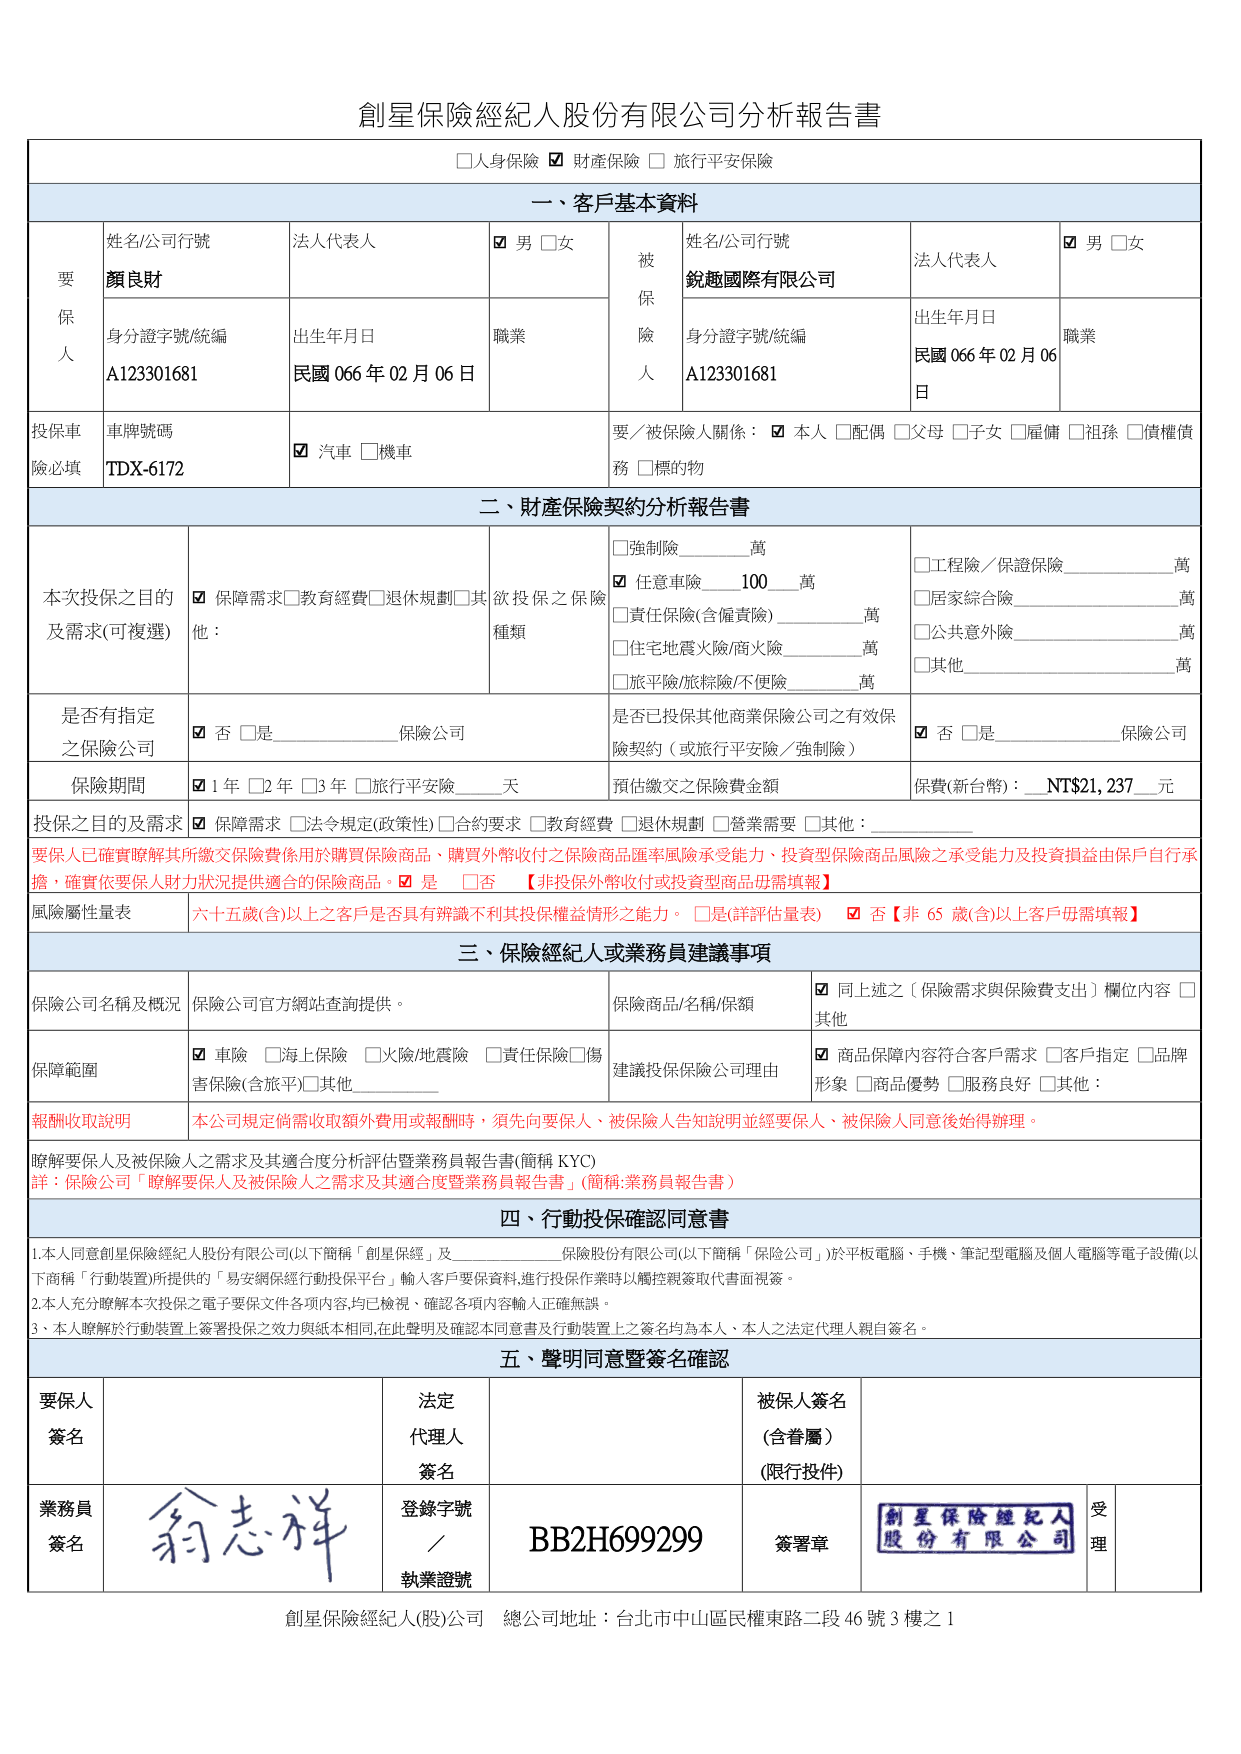 創星保險經紀人股份有限公司分析報告書
□人身保險 ☑ 財產保險 □ 旅行平安保險
一、客戶基本資料
要保人
姓名/公司行號
顏良財
法人代表人
☑ 男 □女
被保險人
姓名/公司行號
銳趣國際有限公司
法人代表人
☑ 男 □女
身分證字號/統編
A123301681
出生年月日
民國 066 年 02 月 06 日
職業
身分證字號/統編
A123301681
出生年月日
民國 066 年 02 月 06
日
職業
投保車
險必填
車牌號碼
TDX-6172
☑ 汽車 □機車
要／被保險人關係： ☑ 本人 □配偶 □父母 □子女 □雇傭 □祖孫 □債權債
務 □標的物
二、財產保險契約分析報告書
本次投保之目的
及需求(可複選)
☑ 保障需求□教育經費□退休規劃□其
他：
欲投保之保險
種類
□強制險_________萬
☑ 任意車險_____100____萬
□責任保險(含僱責險) ___________萬
□住宅地震火險/商火險__________萬
□旅平險/旅粽險/不便險_________萬
□工程險／保證保險______________萬
□居家綜合險_____________________萬
□公共意外險_____________________萬
□其他___________________________萬
是否有指定
之保險公司
☑ 否 □是________________保險公司
是否已投保其他商業保險公司之有效保
險契約（或旅行平安險／強制險）
☑ 否 □是________________保險公司
保險期間
☑ 1 年 □2 年 □3 年 □旅行平安險______天
預估繳交之保險費金額
保費(新台幣)：___NT$21, 237___元
投保之目的及需求
☑ 保障需求 □法令規定(政策性) □合約要求 □教育經費 □退休規劃 □營業需要 □其他：_____________
要保人已確實瞭解其所繳交保險費係用於購買保險商品、購買外幣收付之保險商品匯率風險承受能力、投資型保險商品風險之承受能力及投資損益由保戶自行承
擔，確實依要保人財力狀況提供適合的保險商品。☑ 是 □否 【非投保外幣收付或投資型商品毋需填報】
風險屬性量表
六十五歲(含)以上之客戶是否具有辨識不利其投保權益情形之能力。 □是(詳評估量表) ☑ 否【非 65 歲(含)以上客戶毋需填報】
三、保險經紀人或業務員建議事項
保險公司名稱及概況
保險公司官方網站查詢提供。
保險商品/名稱/保額
☑ 同上述之〔保險需求與保險費支出〕欄位內容 □
其他
保障範圍
☑ 車險 □海上保險 □火險/地震險 □責任保險□傷
害保險(含旅平)□其他___________
建議投保保險公司理由
☑ 商品保障內容符合客戶需求 □客戶指定 □品牌
形象 □商品優勢 □服務良好 □其他：
報酬收取說明
本公司規定倘需收取額外費用或報酬時，須先向要保人、被保險人告知說明並經要保人、被保險人同意後始得辦理。
瞭解要保人及被保險人之需求及其適合度分析評估暨業務員報告書(簡稱 KYC)
詳：保險公司「瞭解要保人及被保險人之需求及其適合度暨業務員報告書」(簡稱:業務員報告書）
四、行動投保確認同意書
1.本人同意創星保險經紀人股份有限公司(以下簡稱「創星保經」及________________保險股份有限公司(以下簡稱「保险公司」)於平板電腦、手機、筆記型電腦及個人電腦等電子設備(以
下商稱「行動裝置)所提供的「易安網保經行動投保平台」輸入客戶要保資料,進行投保作業時以觸控親簽取代書面視簽。
2.本人充分瞭解本次投保之電子要保文件各項內容,均已檢視、確認各項内容輸入正確無誤。
3、本人瞭解於行動裝置上簽署投保之效力與紙本相同,在此聲明及確認本同意書及行動裝置上之簽名均為本人、本人之法定代理人親自簽名。
五、聲明同意暨簽名確認
要保人
簽名
法定
代理人
簽名
被保人簽名
(含眷屬）
(限行投件)
業務員
簽名
翁志祥
登錄字號
／
執業證號
BB2H699299
簽署章
創星保險經紀人
股份有限公司
受
理
創星保險經紀人(股)公司 總公司地址：台北市中山區民權東路二段 46 號 3 樓之 1